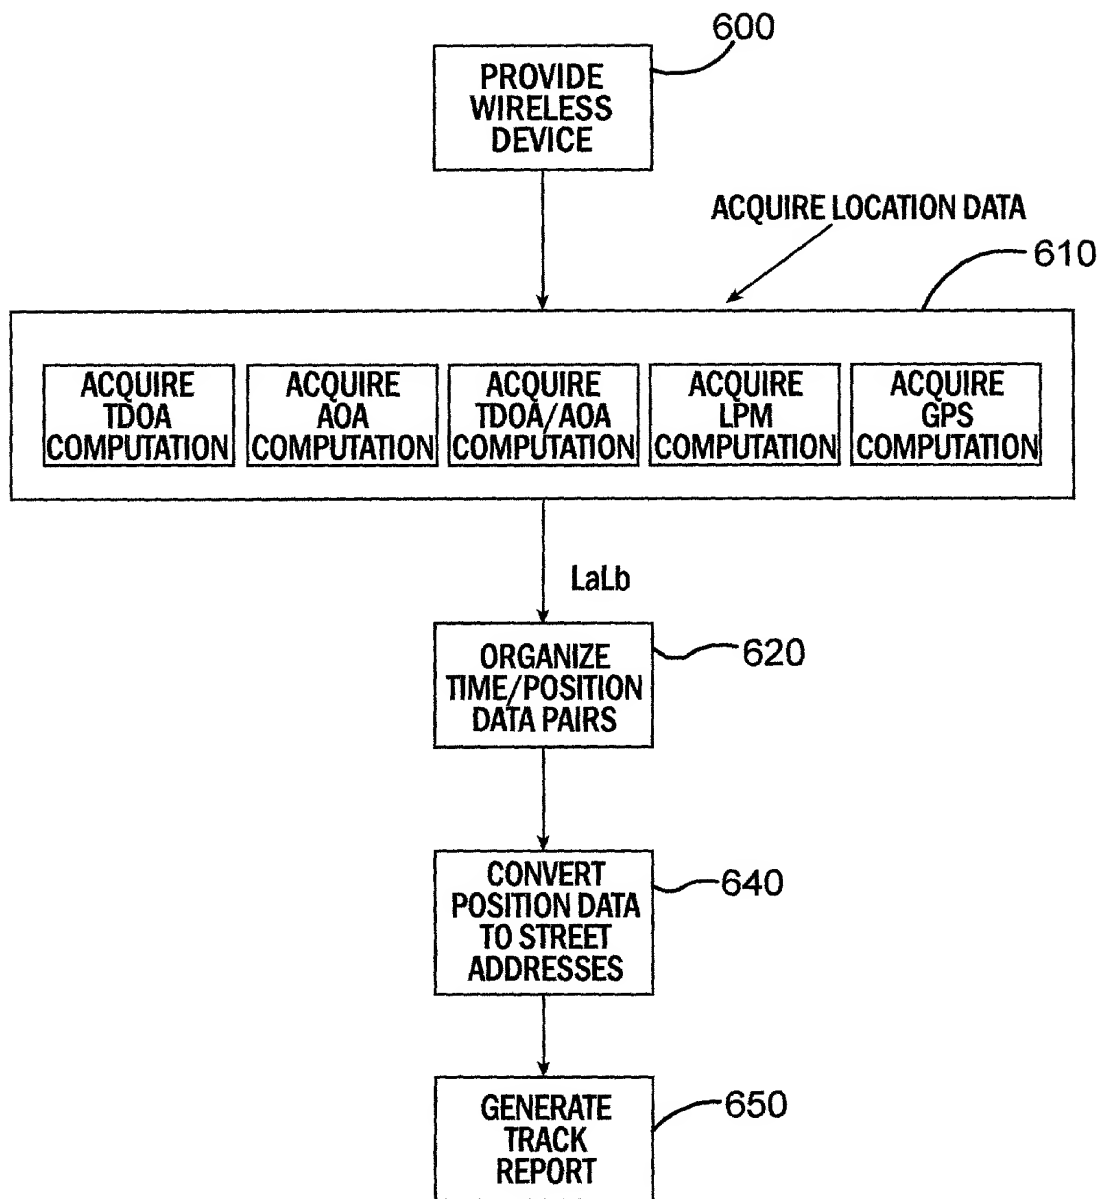 600
PROVIDE
WIRELESS
DEVICE
ACQUIRE LOCATION DATA
610
ACQUIRE
TDOA
COMPUTATION
ACQUIRE
AOA
COMPUTATION
ACQUIRE
TDOA/AOA
COMPUTATION
ACQUIRE
LPM
COMPUTATION
ACQUIRE
GPS
COMPUTATION
LaLb
ORGANIZE
TIME/POSITION
DATA PAIRS
620
CONVERT
POSITION DATA
TO STREET
ADDRESSES
640
GENERATE
TRACK
REPORT
650